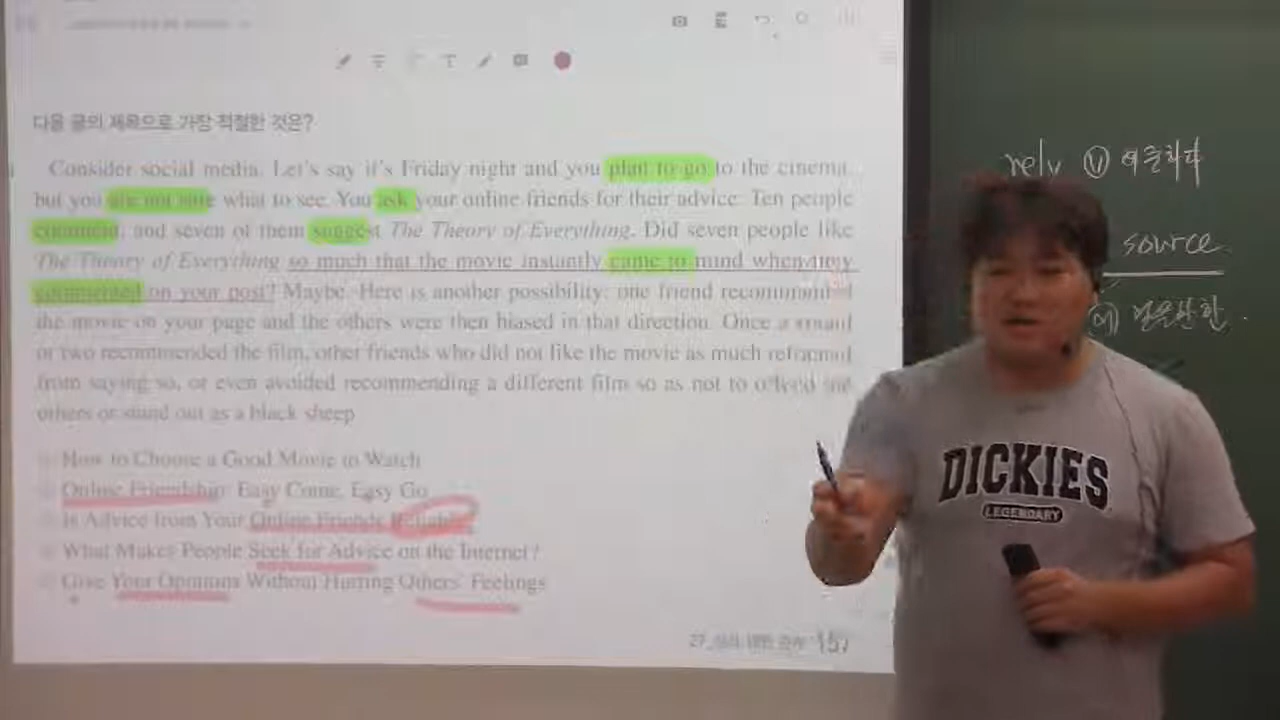 다음 글의 제목으로 가장 적절한 것은?
Consider social media. Let's say it's Friday night and you plan to go to the cinema,
but you are not sure what to see. You ask your online friends for their advice. Ten people
comment, and seven of them suggest The Theory of Everything. Did seven people like
The Theory of Everything so much that the movie instantly came to mind when they
commented on your post? Maybe. Here is another possibility: one friend recommended
the movie on your page and the others were then biased in that direction. Once a friend
or two recommended the film, other friends who did not like the movie as much refrained
from saying so, or even avoided recommending a different film so as not to offend the
others or stand out as a black sheep
How to Choose a Good Movie to Watch
Online Friendship: Easy Come, Easy Go
Is Advice from Your Online Friends Reliable
What Makes People Seek for Advice on the Internet?
Give Your Opinions Without Hurting Others' Feelings
27 157
rely ⓥ
source
DICKIES
LEGENDARY